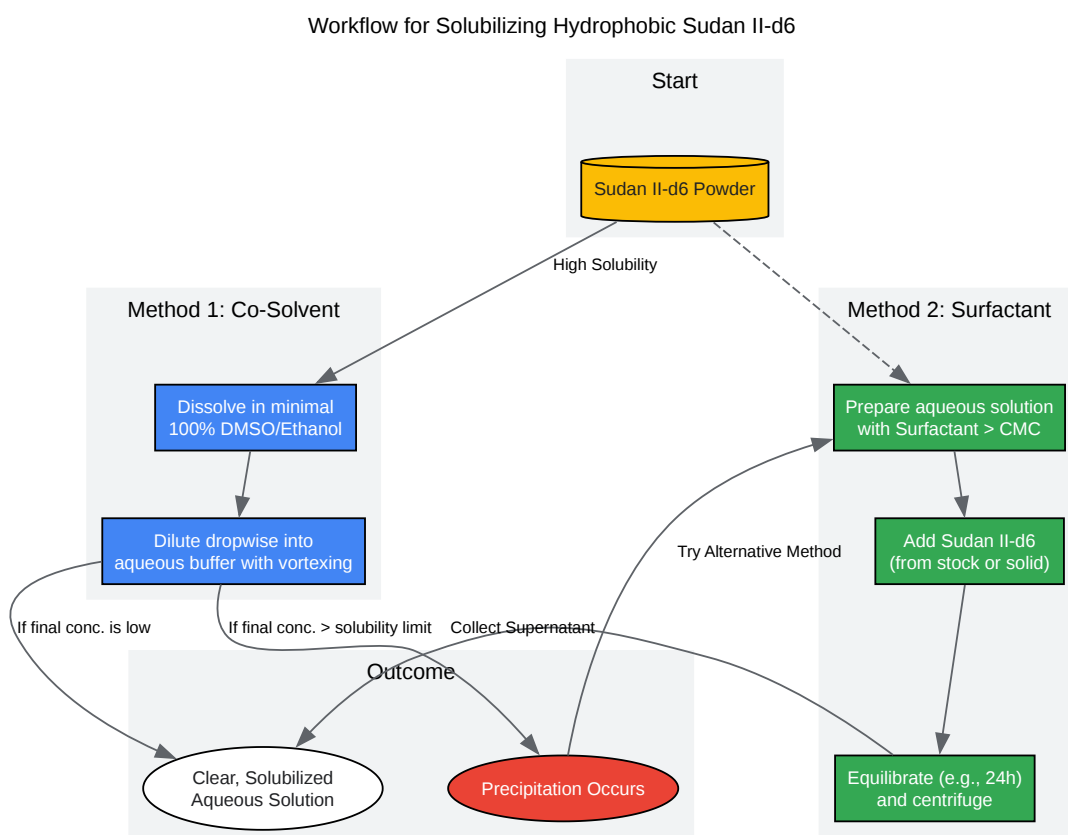 Workflow for Solubilizing Hydrophobic Sudan II-d6
Start
Sudan II-d6 Powder
High Solubility
Method 1: Co-Solvent
Method 2: Surfactant
Dissolve in minimal
100% DMSO/Ethanol
Prepare aqueous solution
with Surfactant > CMC
Dilute dropwise into
aqueous buffer with vortexing
Add Sudan II-d6
(from stock or solid)
Try Alternative Method
If final conc. is low
If final conc. > solubility limit
Collect Supernatant
Outcome
Clear, Solubilized
Aqueous Solution
Precipitation Occurs
Equilibrate (e.g., 24h)
and centrifuge